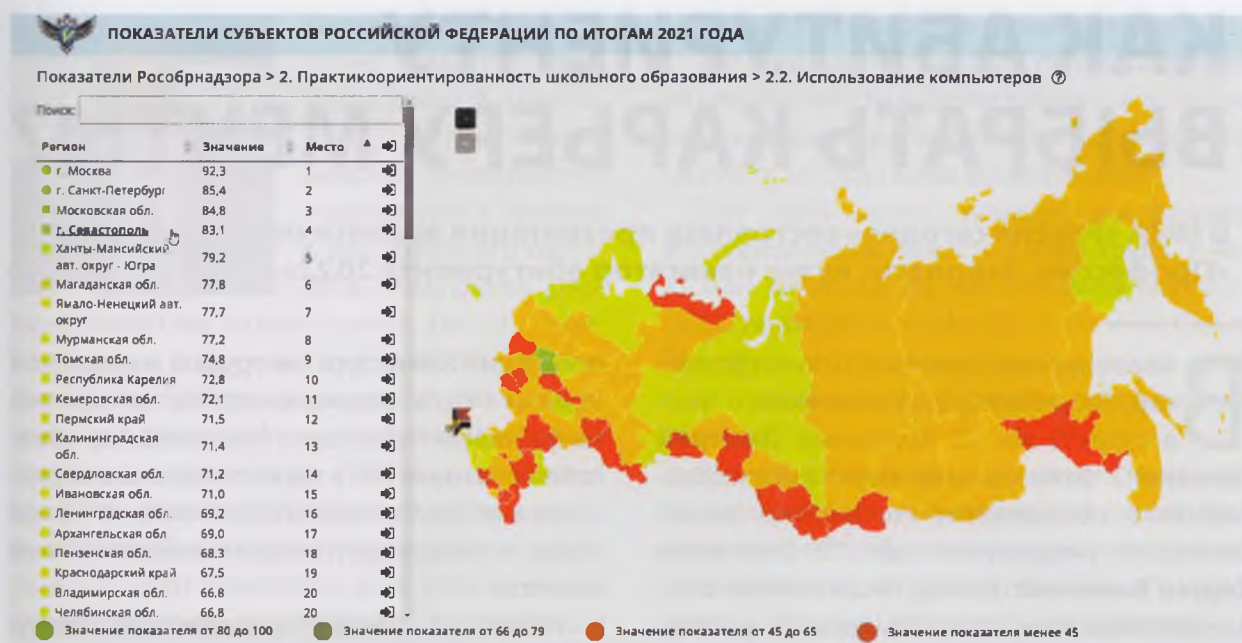 ПОКАЗАТЕЛИ СУБЪЕКТОВ РОССИЙСКОЙ ФЕДЕРАЦИИ ПО ИТОГАМ 2021 ГОДА
Показатели Рособрнадзора > 2. Практикоориентированность школьного образования > 2.2. Использование компьютеров
Поиск:
Регион Значение Место
г. Москва 92,3 1
г. Санкт-Петербург 85,4 2
Московская обл. 84,8 3
г. Севастополь 83,1 4
Ханты-Мансийский
авт. округ - Югра 79,2 5
Магаданская обл. 77,8 6
Ямало-Ненецкий авт.
округ 77,7 7
Мурманская обл. 77,2 8
Томская обл. 74,8 9
Республика Карелия 72,8 10
Кемеровская обл. 72,1 11
Пермский край 71,5 12
Калининградская
обл. 71,4 13
Свердловская обл. 71,2 14
Ивановская обл. 71,0 15
Ленинградская обл. 69,2 16
Архангельская обл. 69,0 17
Пензенская обл. 68,3 18
Краснодарский край 67,5 19
Владимирская обл. 66,8 20
Челябинская обл. 66,8 20
Значение показателя от 80 до 100 Значение показателя от 66 до 79 Значение показателя от 45 до 65 Значение показателя менее 45